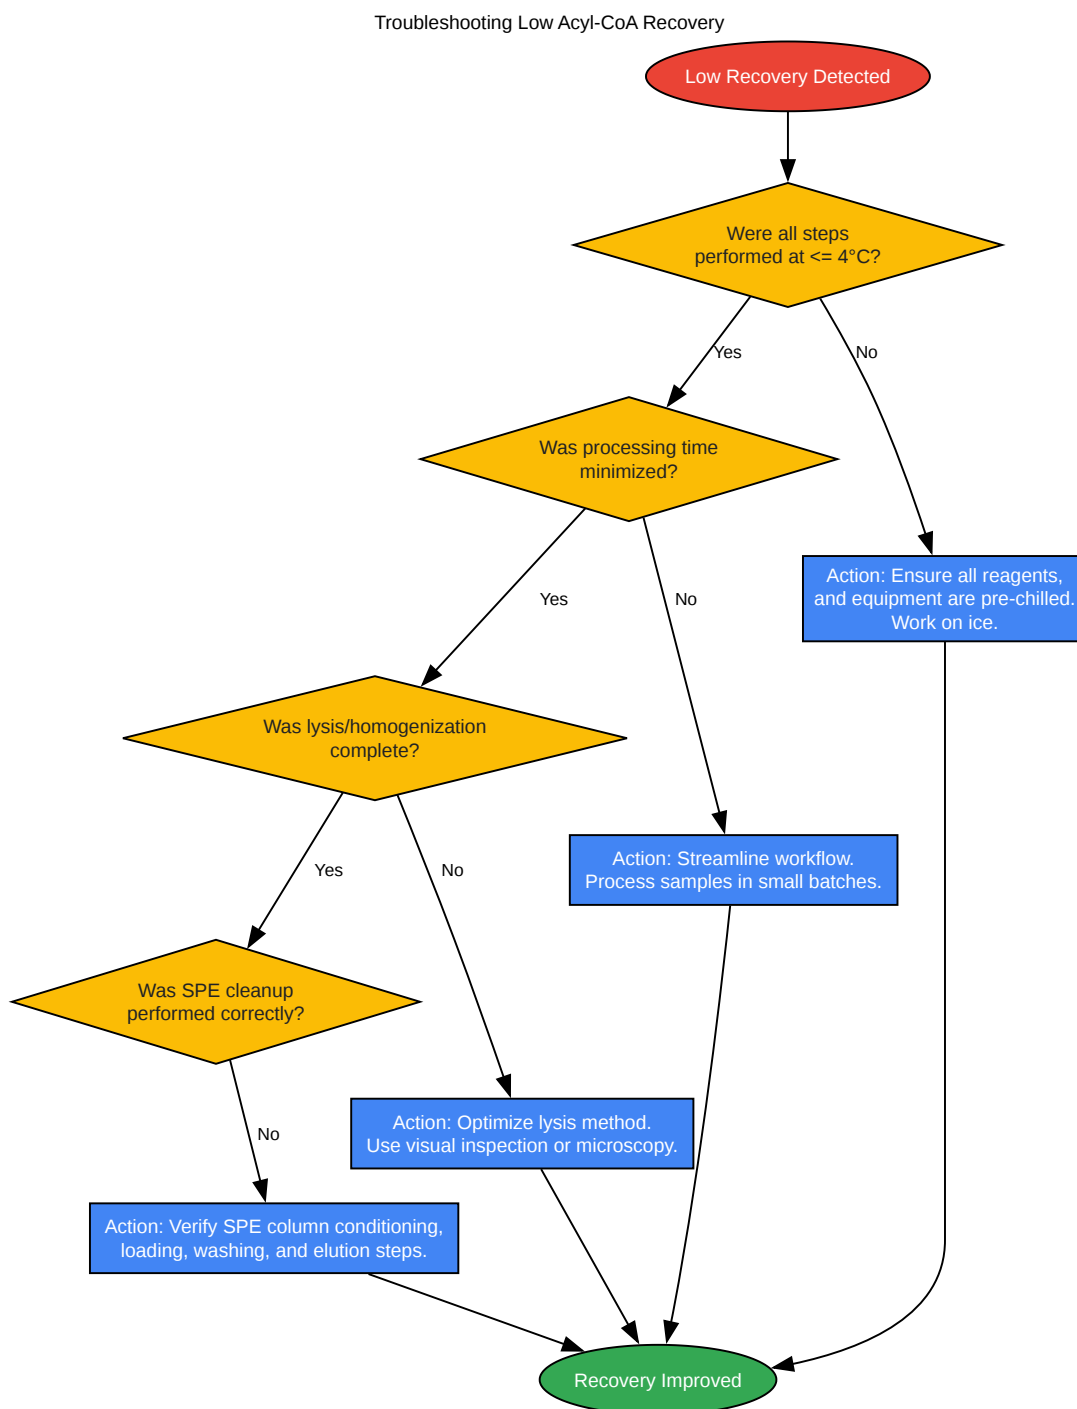 Troubleshooting Low Acyl-CoA Recovery
Low Recovery Detected
Were all steps
performed at <= 4°C?
Yes
No
Was processing time
minimized?
Yes
No
Action: Ensure all reagents,
and equipment are pre-chilled.
Work on ice.
Was lysis/homogenization
complete?
Yes
No
Action: Streamline workflow.
Process samples in small batches.
Was SPE cleanup
performed correctly?
No
Action: Optimize lysis method.
Use visual inspection or microscopy.
Action: Verify SPE column conditioning,
loading, washing, and elution steps.
Recovery Improved